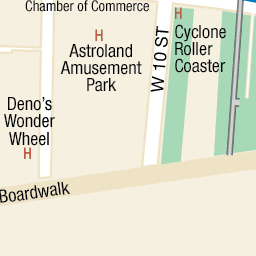 Chamber of Commerce
H
Astroland
Amusement
Park
W 10 ST
H
Cyclone
Roller
Coaster
Deno's
Wonder
Wheel
H
Boardwalk